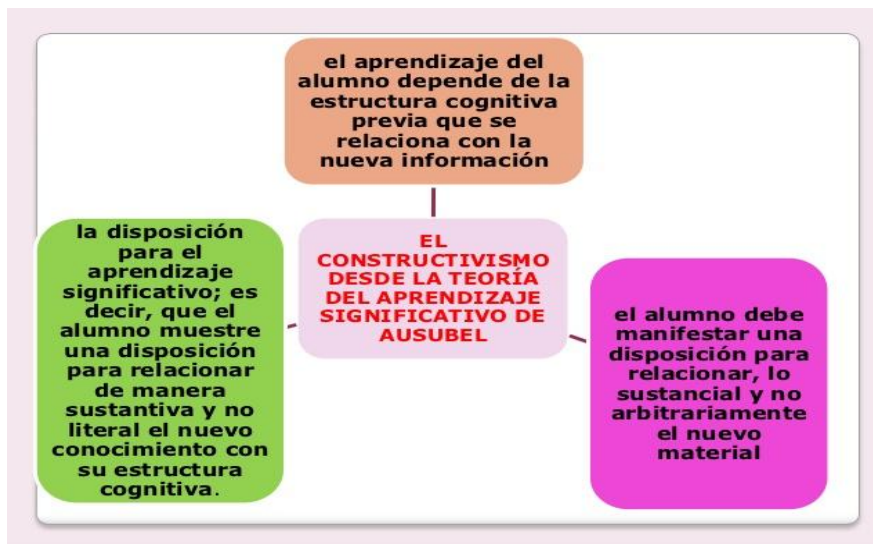 el aprendizaje del
alumno depende de la
estructura cognitiva
previa que se
relaciona con la
nueva información
la disposición
para el
aprendizaje
significativo; es
decir, que el
alumno muestre
una disposición
para relacionar
de manera
sustantiva y no
literal el nuevo
conocimiento con
su estructura
cognitiva.
EL
CONSTRUCTIVISMO
DESDE LA TEORÍA
DEL APRENDIZAJE
SIGNIFICATIVO DE
AUSUBEL
el alumno debe
manifestar una
disposición para
relacionar, lo
sustancial y no
arbitrariamente
el nuevo
material